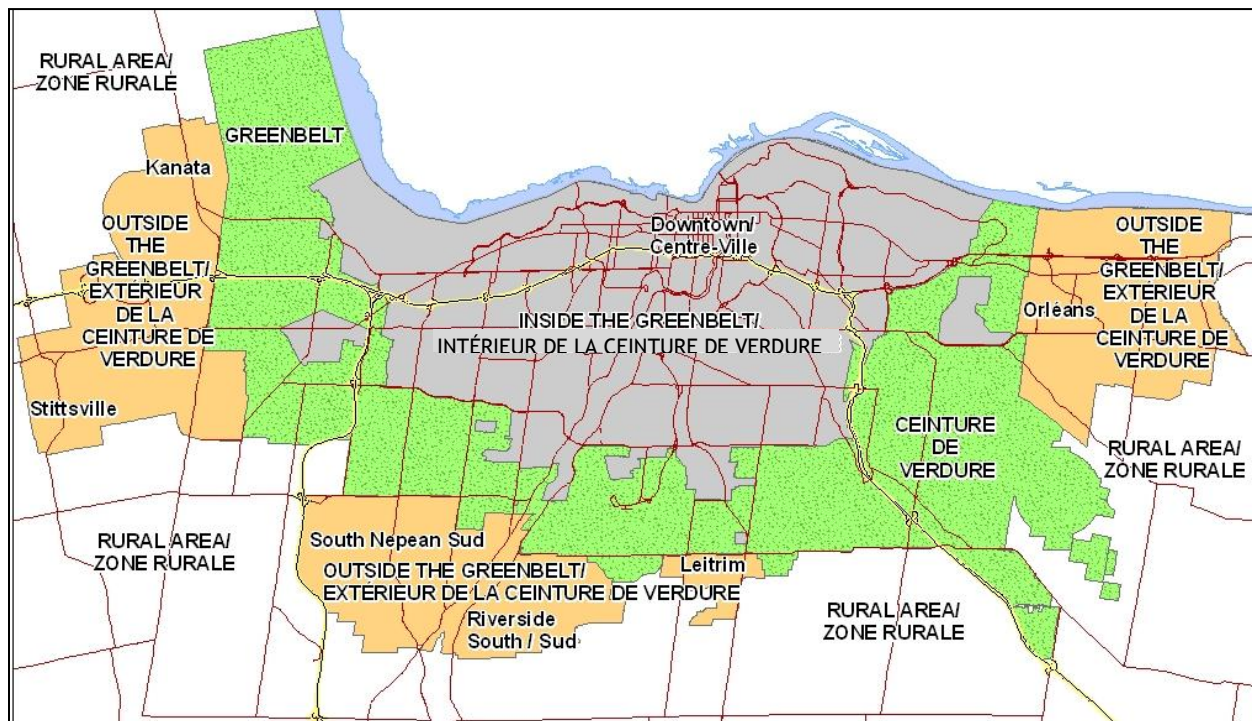 RURAL AREA/
ZONE RURALE
GREENBELT
Kanata
OUTSIDE
THE
GREENBELT/
EXTÉRIEUR
DE LA
CEINTURE DE
VERDURE
Stittsville
Downtown/
Centre-Ville
INSIDE THE GREENBELT/
INTÉRIEUR DE LA CEINTURE DE VERDURE
OUTSIDE
THE
GREENBELT/
EXTÉRIEUR
DE LA
CEINTURE DE
VERDURE
Orléans
CEINTURE
DE
VERDURE
RURAL AREA/
ZONE RURALE
RURAL AREA/
ZONE RURALE
South Nepean Sud
OUTSIDE THE GREENBELT/
EXTÉRIEUR DE LA CEINTURE DE VERDURE
Leitrim
Riverside
South / Sud
RURAL AREA/
ZONE RURALE